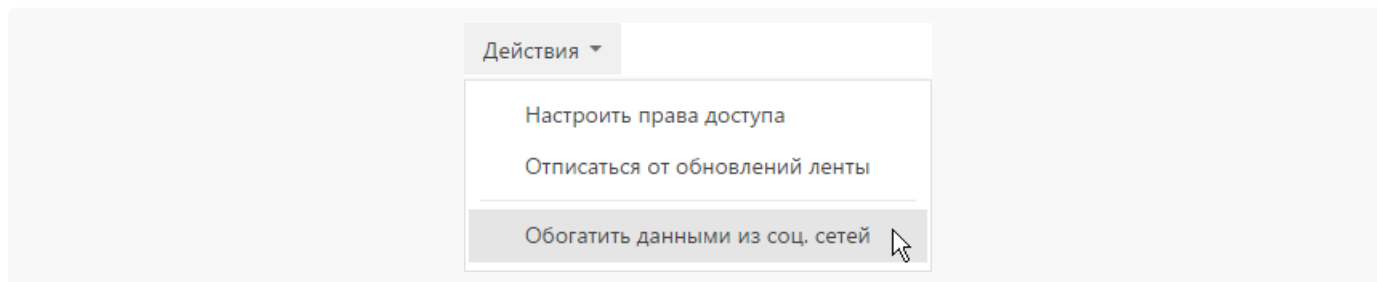 Действия
Настроить права доступа
Отписаться от обновлений ленты
Обогатить данными из соц. сетей